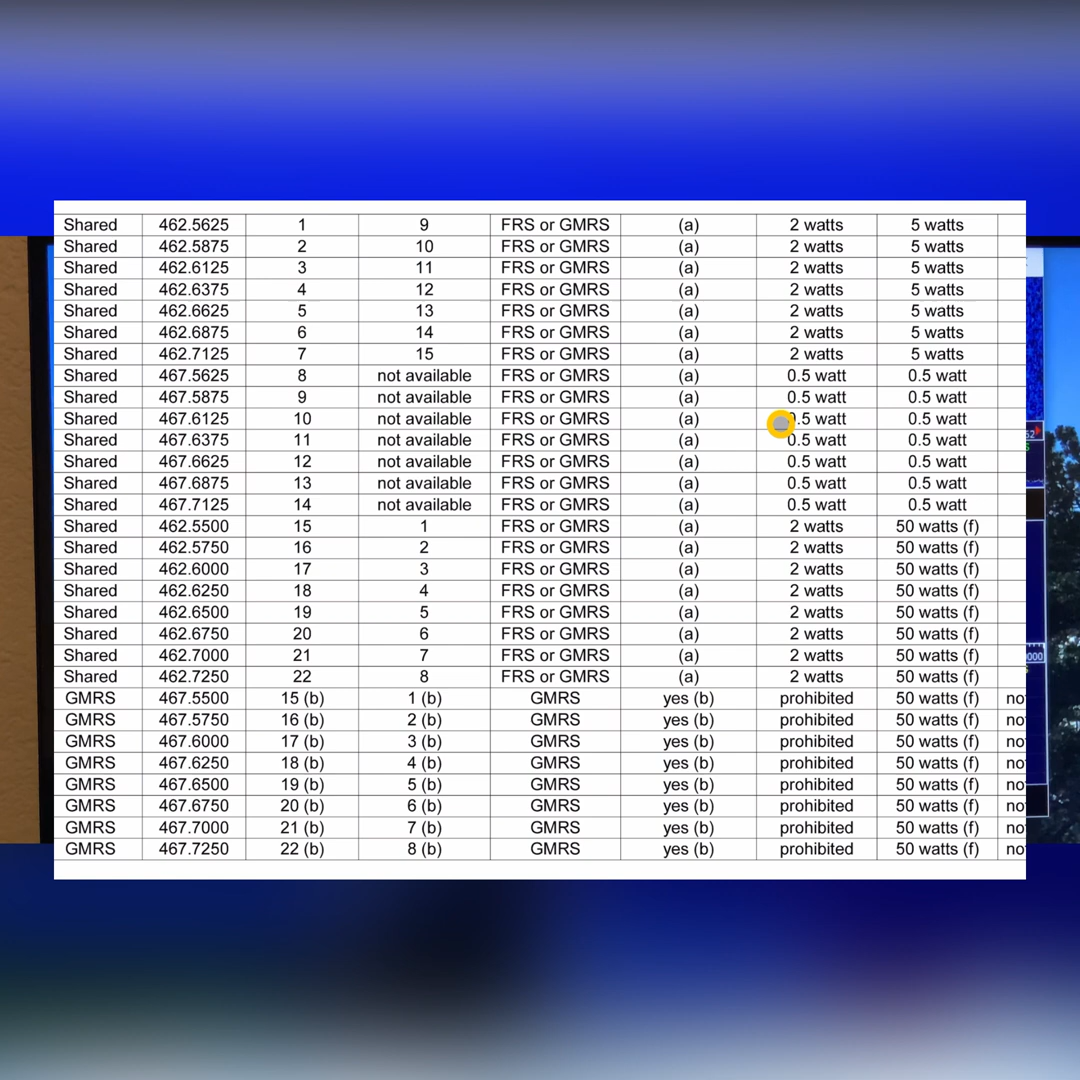 Shared 462.5625 1 9 FRS or GMRS (a) 2 watts 5 watts
Shared 462.5875 2 10 FRS or GMRS (a) 2 watts 5 watts
Shared 462.6125 3 11 FRS or GMRS (a) 2 watts 5 watts
Shared 462.6375 4 12 FRS or GMRS (a) 2 watts 5 watts
Shared 462.6625 5 13 FRS or GMRS (a) 2 watts 5 watts
Shared 462.6875 6 14 FRS or GMRS (a) 2 watts 5 watts
Shared 462.7125 7 15 FRS or GMRS (a) 2 watts 5 watts
Shared 467.5625 8 not available FRS or GMRS (a) 0.5 watt 0.5 watt
Shared 467.5875 9 not available FRS or GMRS (a) 0.5 watt 0.5 watt
Shared 467.6125 10 not available FRS or GMRS (a) 0.5 watt 0.5 watt
Shared 467.6375 11 not available FRS or GMRS (a) 0.5 watt 0.5 watt
Shared 467.6625 12 not available FRS or GMRS (a) 0.5 watt 0.5 watt
Shared 467.6875 13 not available FRS or GMRS (a) 0.5 watt 0.5 watt
Shared 467.7125 14 not available FRS or GMRS (a) 0.5 watt 0.5 watt
Shared 462.5500 15 1 FRS or GMRS (a) 2 watts 50 watts (f)
Shared 462.5750 16 2 FRS or GMRS (a) 2 watts 50 watts (f)
Shared 462.6000 17 3 FRS or GMRS (a) 2 watts 50 watts (f)
Shared 462.6250 18 4 FRS or GMRS (a) 2 watts 50 watts (f)
Shared 462.6500 19 5 FRS or GMRS (a) 2 watts 50 watts (f)
Shared 462.6750 20 6 FRS or GMRS (a) 2 watts 50 watts (f)
Shared 462.7000 21 7 FRS or GMRS (a) 2 watts 50 watts (f)
Shared 462.7250 22 8 FRS or GMRS (a) 2 watts 50 watts (f)
GMRS 467.5500 15 (b) 1 (b) GMRS yes (b) prohibited 50 watts (f)
GMRS 467.5750 16 (b) 2 (b) GMRS yes (b) prohibited 50 watts (f)
GMRS 467.6000 17 (b) 3 (b) GMRS yes (b) prohibited 50 watts (f)
GMRS 467.6250 18 (b) 4 (b) GMRS yes (b) prohibited 50 watts (f)
GMRS 467.6500 19 (b) 5 (b) GMRS yes (b) prohibited 50 watts (f)
GMRS 467.6750 20 (b) 6 (b) GMRS yes (b) prohibited 50 watts (f)
GMRS 467.7000 21 (b) 7 (b) GMRS yes (b) prohibited 50 watts (f)
GMRS 467.7250 22 (b) 8 (b) GMRS yes (b) prohibited 50 watts (f)